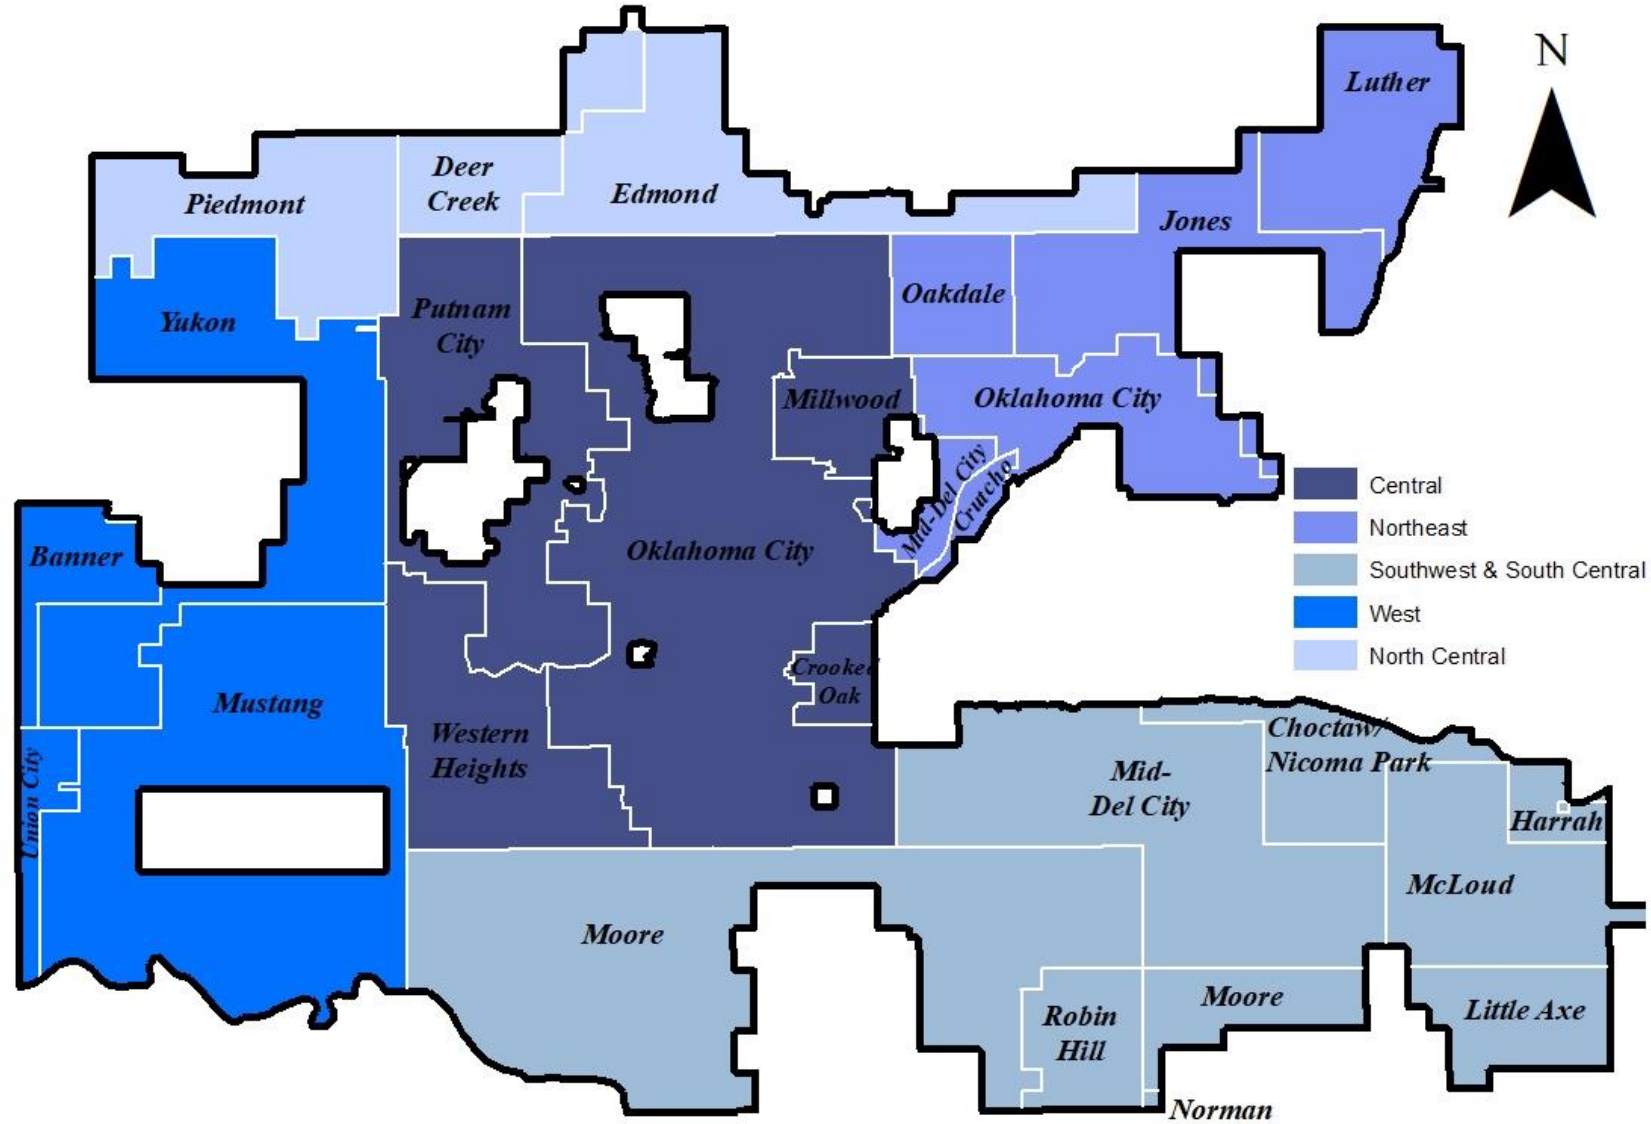 N
Luther
Deer
Creek
Piedmont
Edmond
Jones
Oakdale
Putnam
City
Yukon
Millwood
Oklahoma City
Mid-Del City
Crutcho
Central
Northeast
Southwest & South Central
West
North Central
Banner
Oklahoma City
Crooked
Oak
Mustang
Western
Heights
Union City
Choctaw/
Nicoma Park
Mid-
Del City
Harrah
McLoud
Moore
Moore
Little Axe
Robin
Hill
Norman